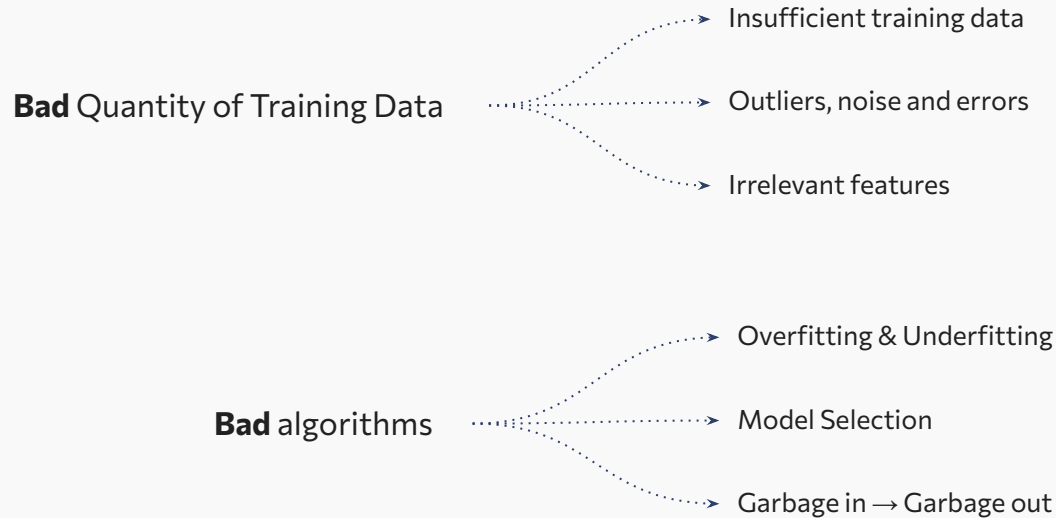 Bad Quantity of Training Data
Insufficient training data
Outliers, noise and errors
Irrelevant features
Bad algorithms
Overfitting & Underfitting
Model Selection
Garbage in → Garbage out